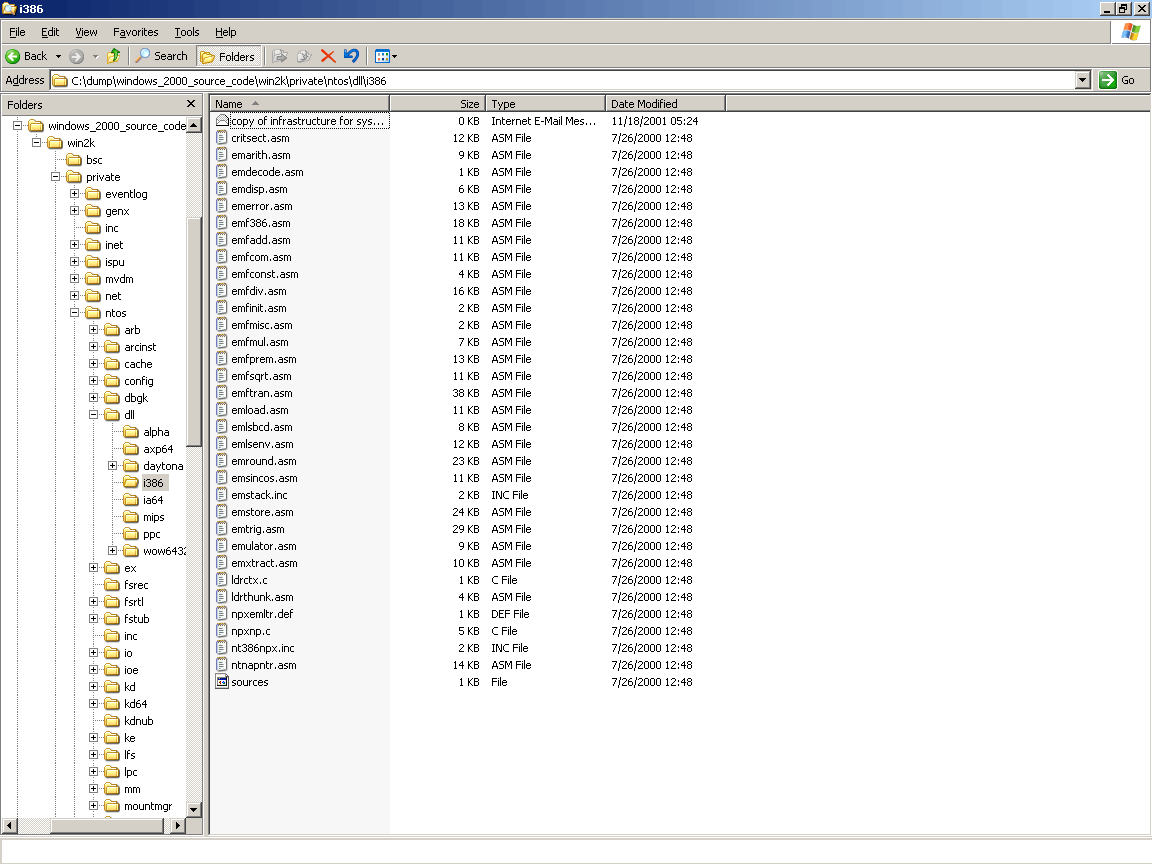 i386
File Edit View Favorites Tools Help
Back Search Folders
Address C:\dump\windows_2000_source_code\win2k\private\ntos\dll\i386 Go
Folders
windows_2000_source_code
win2k
bsc
private
eventlog
genx
inc
inet
ispu
mvdm
net
ntos
arb
arcinst
cache
config
dbgk
dll
alpha
axp64
daytona
i386
ia64
mips
ppc
wow6432
ex
fsrec
fsrtl
fstub
inc
io
ioe
kd
kd64
kdnub
ke
lfs
lpc
mm
mountmgr
Name Size Type Date Modified
copy of infrastructure for sys... 0 KB Internet E-Mail Mes... 11/18/2001 05:24
critsect.asm 12 KB ASM File 7/26/2000 12:48
emarith.asm 9 KB ASM File 7/26/2000 12:48
emdecode.asm 1 KB ASM File 7/26/2000 12:48
emdisp.asm 6 KB ASM File 7/26/2000 12:48
emerror.asm 13 KB ASM File 7/26/2000 12:48
emf386.asm 18 KB ASM File 7/26/2000 12:48
emfadd.asm 11 KB ASM File 7/26/2000 12:48
emfcom.asm 11 KB ASM File 7/26/2000 12:48
emfconst.asm 4 KB ASM File 7/26/2000 12:48
emfdiv.asm 16 KB ASM File 7/26/2000 12:48
emfinit.asm 2 KB ASM File 7/26/2000 12:48
emfmisc.asm 2 KB ASM File 7/26/2000 12:48
emfmul.asm 7 KB ASM File 7/26/2000 12:48
emfprem.asm 13 KB ASM File 7/26/2000 12:48
emfsqrt.asm 11 KB ASM File 7/26/2000 12:48
emftran.asm 38 KB ASM File 7/26/2000 12:48
emload.asm 11 KB ASM File 7/26/2000 12:48
emlsbcd.asm 8 KB ASM File 7/26/2000 12:48
emlsenv.asm 12 KB ASM File 7/26/2000 12:48
emround.asm 23 KB ASM File 7/26/2000 12:48
emsincos.asm 11 KB ASM File 7/26/2000 12:48
emstack.inc 2 KB INC File 7/26/2000 12:48
emstore.asm 24 KB ASM File 7/26/2000 12:48
emtrig.asm 29 KB ASM File 7/26/2000 12:48
emulator.asm 9 KB ASM File 7/26/2000 12:48
emxtract.asm 10 KB ASM File 7/26/2000 12:48
ldrctx.c 1 KB C File 7/26/2000 12:48
ldrthunk.asm 4 KB ASM File 7/26/2000 12:48
npxemltr.def 1 KB DEF File 7/26/2000 12:48
npxnp.c 5 KB C File 7/26/2000 12:48
nt386npx.inc 2 KB INC File 7/26/2000 12:48
ntnapntr.asm 14 KB ASM File 7/26/2000 12:48
sources 1 KB File 7/26/2000 12:48